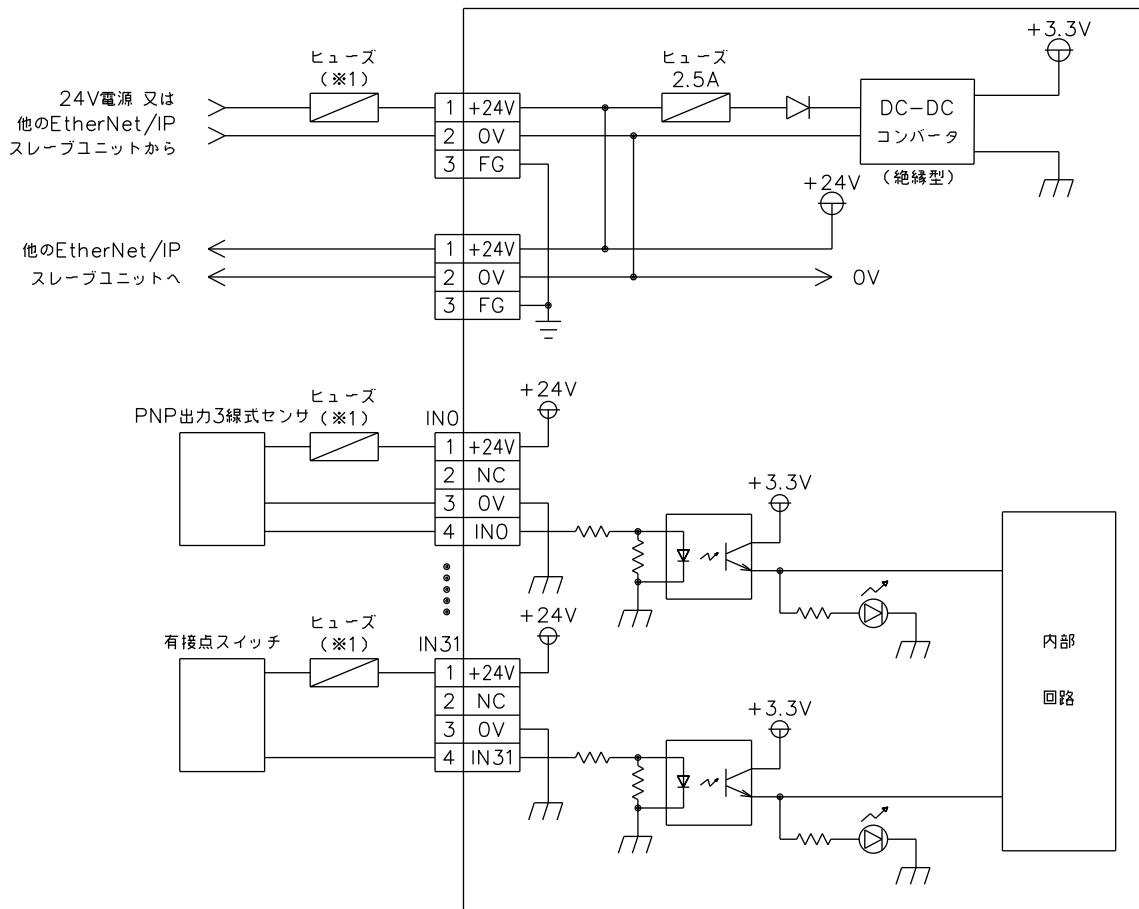 +3.3V
ヒューズ
(※1)
ヒューズ
2.5A
24V電源 又は
他のEtherNet/IP
スレーブユニットから
1 +24V
2 0V
3 FG
DC-DC
コンバータ
(絶縁型)
+24V
他のEtherNet/IP
スレーブユニットへ
1 +24V
2 0V
3 FG
0V
ヒューズ
(※1)
PNP出力3線式センサ
IN0
+24V
1 +24V
2 NC
3 0V
4 IN0
+3.3V
ヒューズ
(※1)
有接点スイッチ
IN31
+24V
1 +24V
2 NC
3 0V
4 IN31
+3.3V
内部
回路